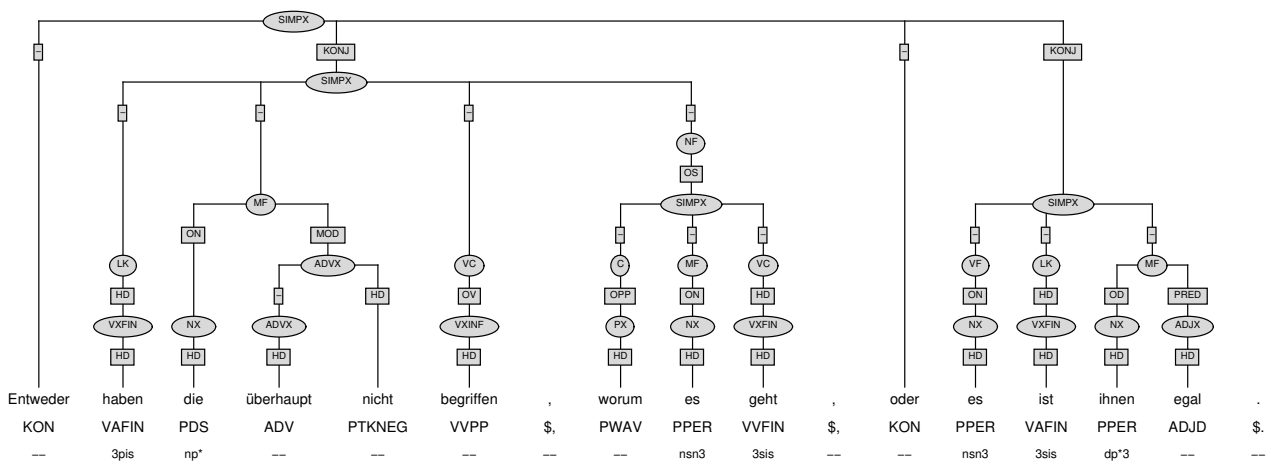 SIMPX
– KONJ – KONJ
SIMPX
– – – –
NF
OS
MF SIMPX SIMPX
ON MOD – – – – – –
LK ADVX VC C MF VC VF LK MF
HD – HD OV OPP ON HD ON HD OD PRED
VXFIN NX ADVX VXINF PX NX VXFIN NX VXFIN NX ADJX
HD HD HD HD HD HD HD HD HD HD HD
Entweder haben die überhaupt nicht begriffen , worum es geht , oder es ist ihnen egal .
KON VAFIN PDS ADV PTKNEG VVPP $, PWAV PPER VVFIN $, KON PPER VAFIN PPER ADJD $.
–– 3pis np* –– –– –– –– –– nsn3 3sis –– –– nsn3 3sis dp*3 –– ––